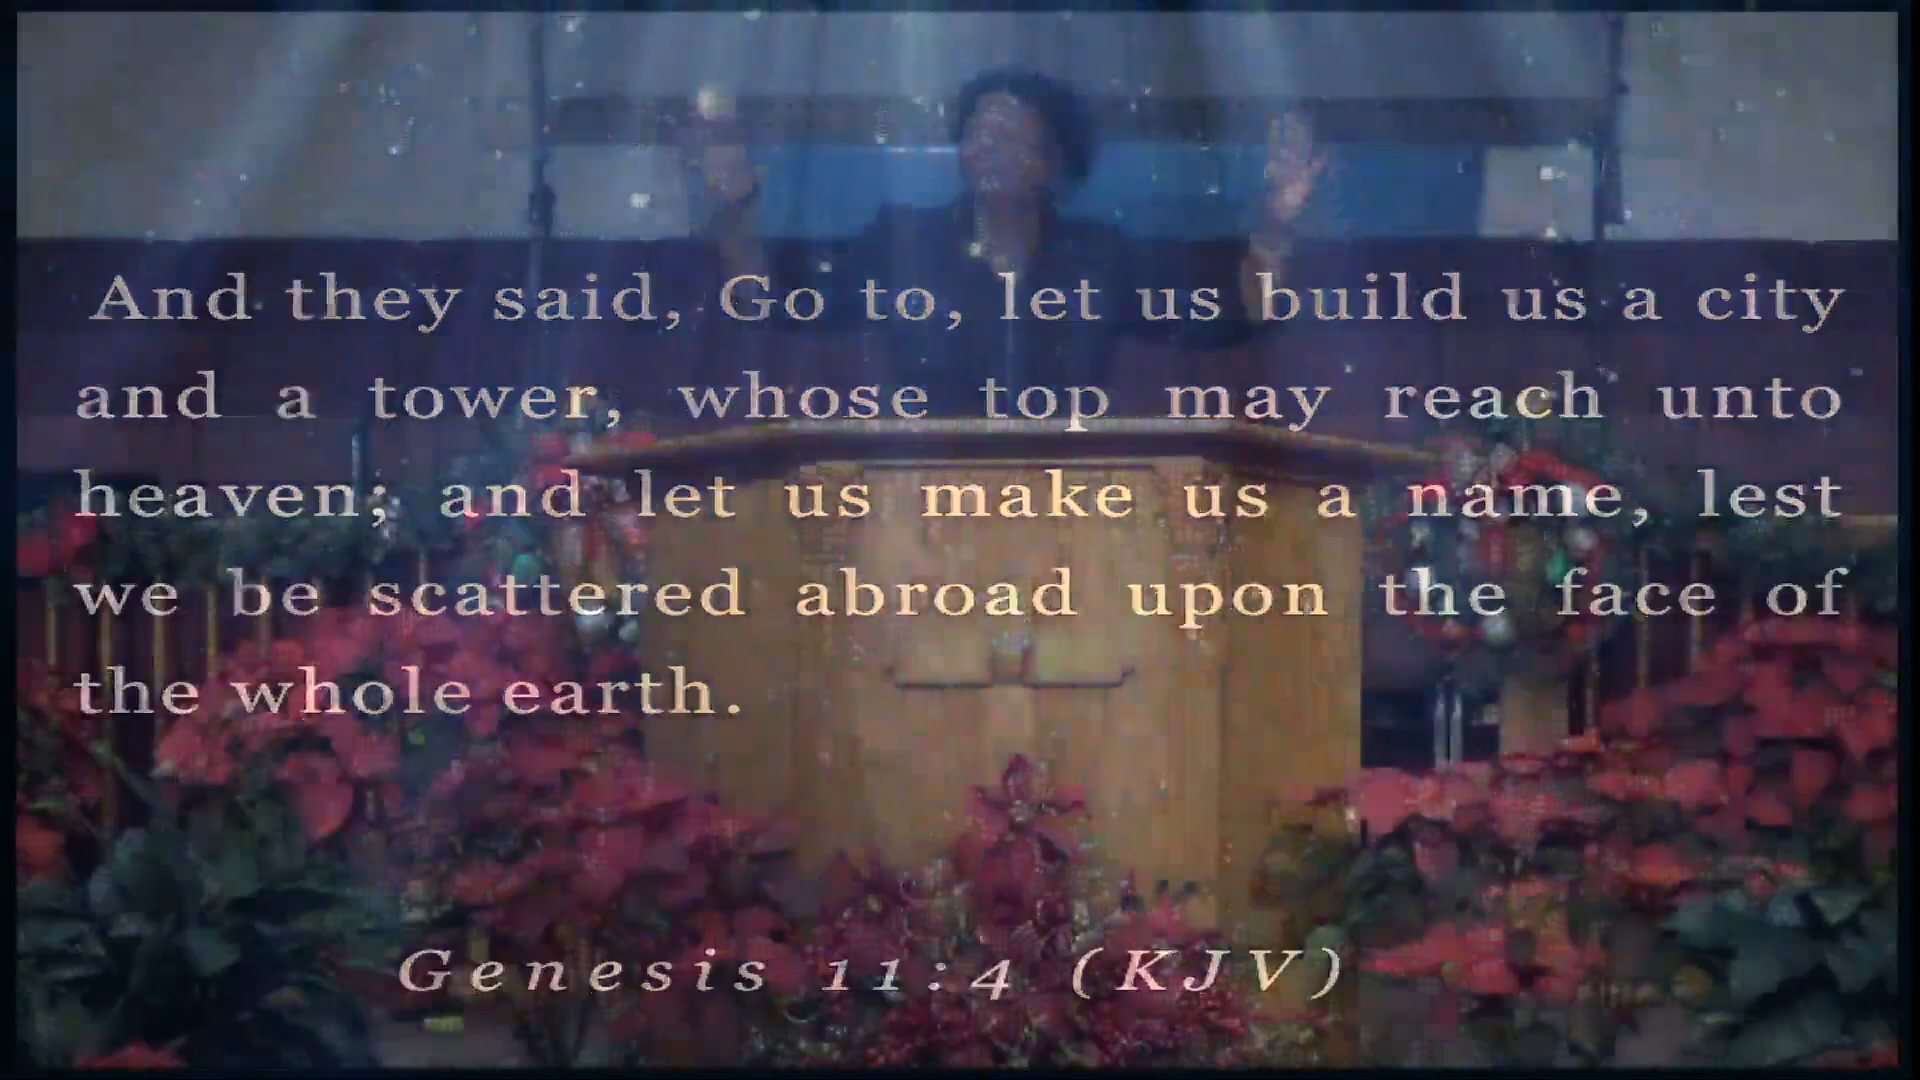 And they said, Go to, let us build us a city
and a tower, whose top may reach unto
heaven; and let us make us a name, lest
we be scattered abroad upon the face of
the whole earth.
Genesis 11:4 (KJV)